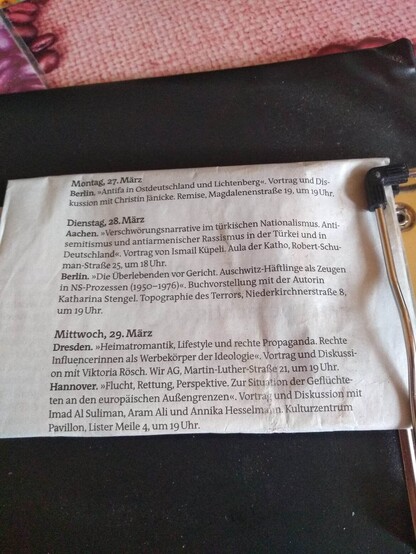 Montag, 27. März
Berlin. »Antifa in Ostdeutschland und Lichtenberg«. Vortrag und Dis-
kussion mit Christin Jänicke. Remise, Magdalenenstraße 19, um 19 Uhr.
Dienstag, 28. März
Aachen. »Verschwörungsnarrative im türkischen Nationalismus. Anti-
semitismus und antiarmenischer Rassismus in der Türkei und in
Deutschland«. Vortrag von Ismail Küpeli. Aula der Katho, Robert-Schu-
man-Straße 25, um 18 Uhr.
Berlin. »Die Überlebenden vor Gericht. Auschwitz-Häftlinge als Zeugen
in NS-Prozessen (1950–1976)«. Buchvorstellung mit der Autorin
Katharina Stengel. Topographie des Terrors, Niederkirchnerstraße 8,
um 19 Uhr.
Mittwoch, 29. März
Dresden. »Heimatromantik, Lifestyle und rechte Propaganda. Rechte
Influencerinnen als Werbekörper der Ideologie«. Vortrag und Diskussi-
on mit Viktoria Rösch. Wir AG, Martin-Luther-Straße 21, um 19 Uhr.
Hannover. »Flucht, Rettung, Perspektive. Zur Situation der Geflüchte-
ten an den europäischen Außengrenzen«. Vortrag und Diskussion mit
Imad Al Suliman, Aram Ali und Annika Hesselmann. Kulturzentrum
Pavillon, Lister Meile 4, um 19 Uhr.